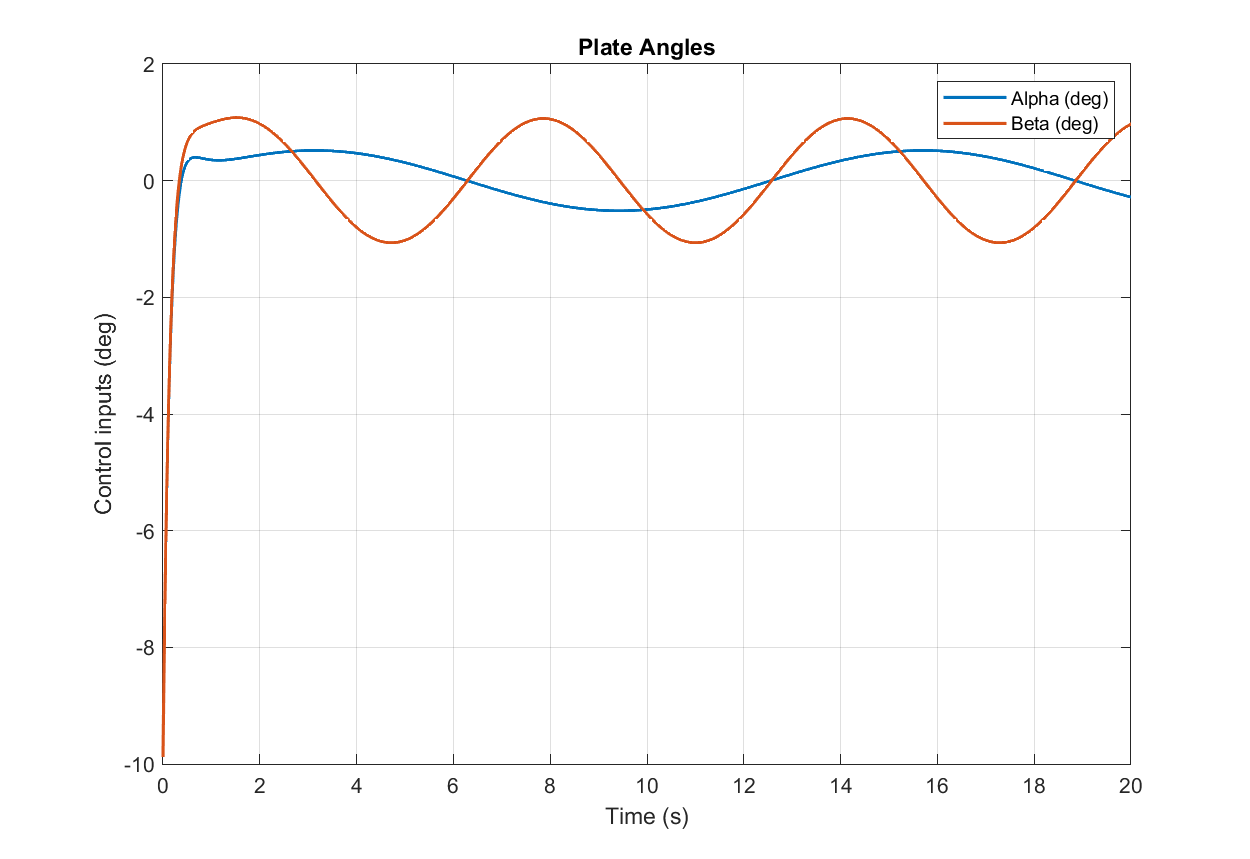 Plate Angles
Alpha (deg)
Beta (deg)
Control inputs (deg)
2
0
-2
-4
-6
-8
-10
0 2 4 6 8 10 12 14 16 18 20
Time (s)